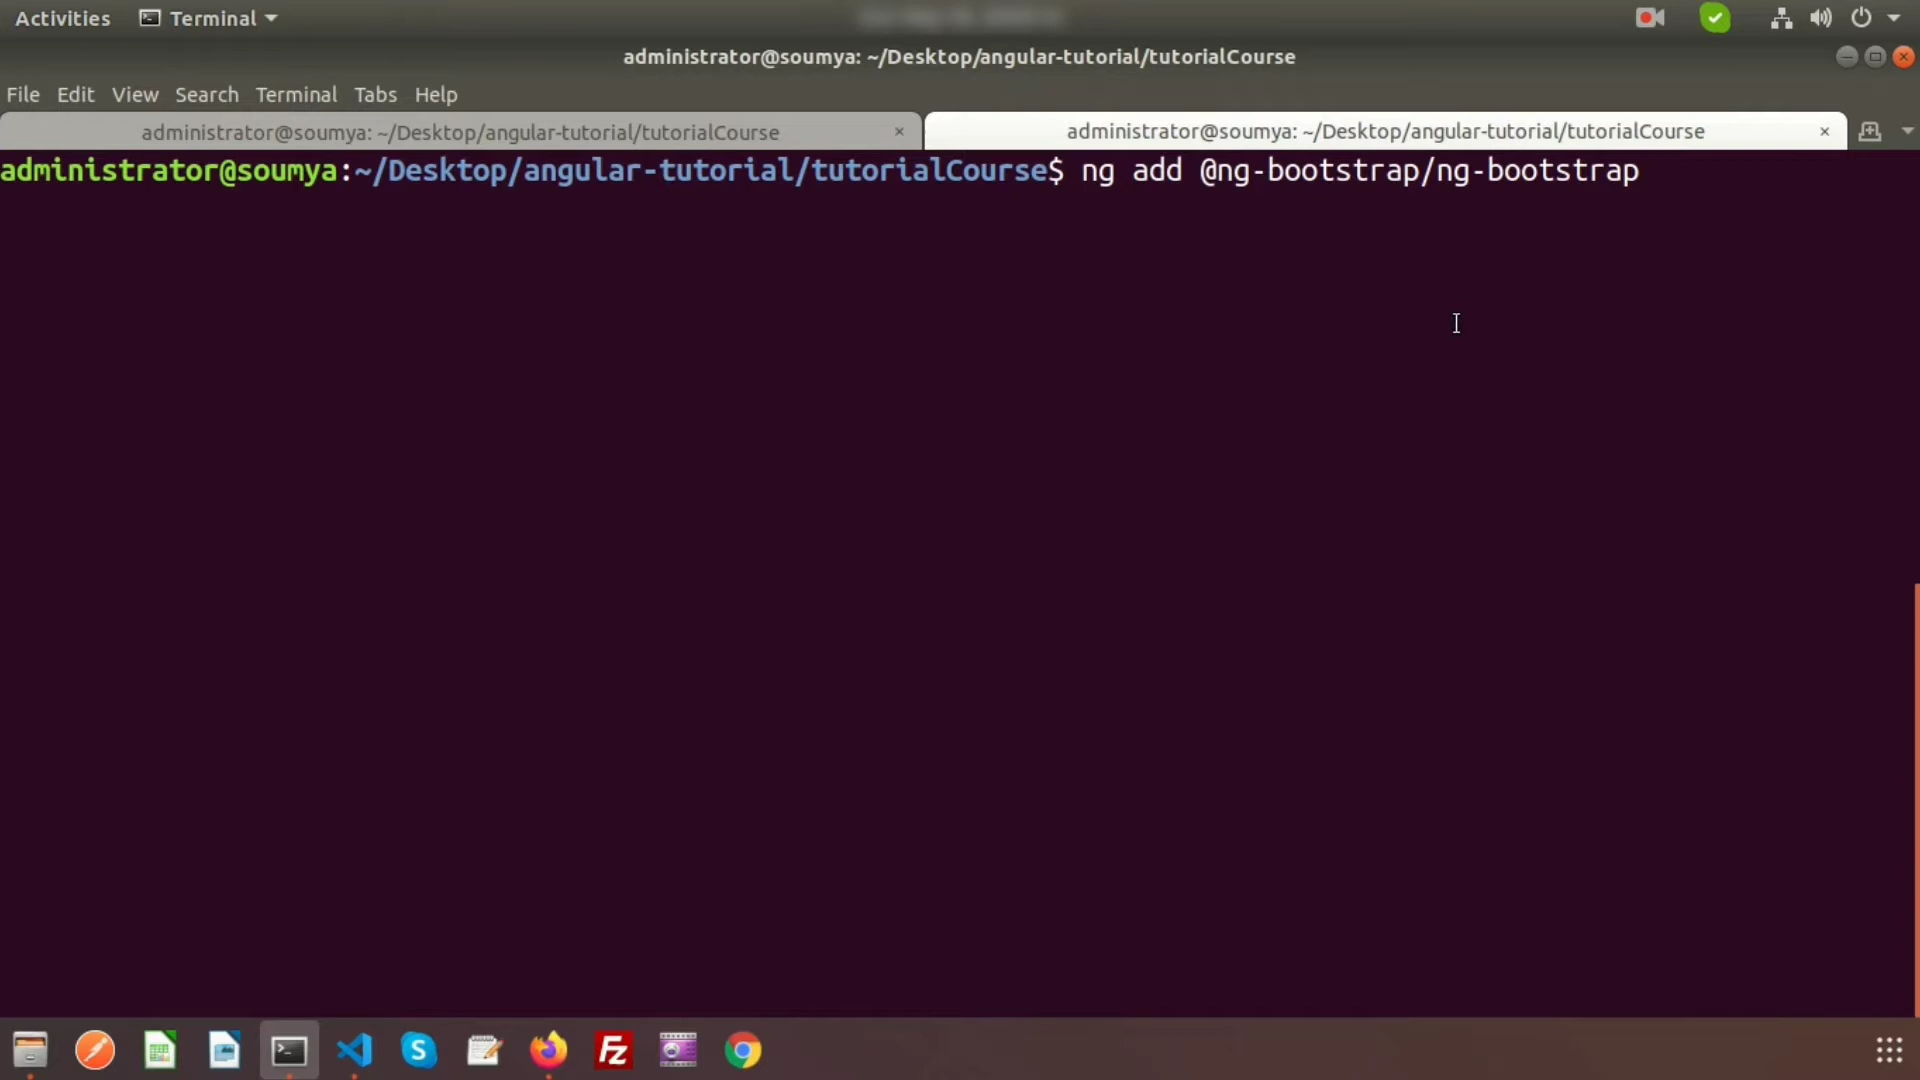 Activities Terminal
administrator@soumya: ~/Desktop/angular-tutorial/tutorialCourse
File Edit View Search Terminal Tabs Help
administrator@soumya: ~/Desktop/angular-tutorial/tutorialCourse × administrator@soumya: ~/Desktop/angular-tutorial/tutorialCourse ×
administrator@soumya:~/Desktop/angular-tutorial/tutorialCourse$ ng add @ng-bootstrap/ng-bootstrap